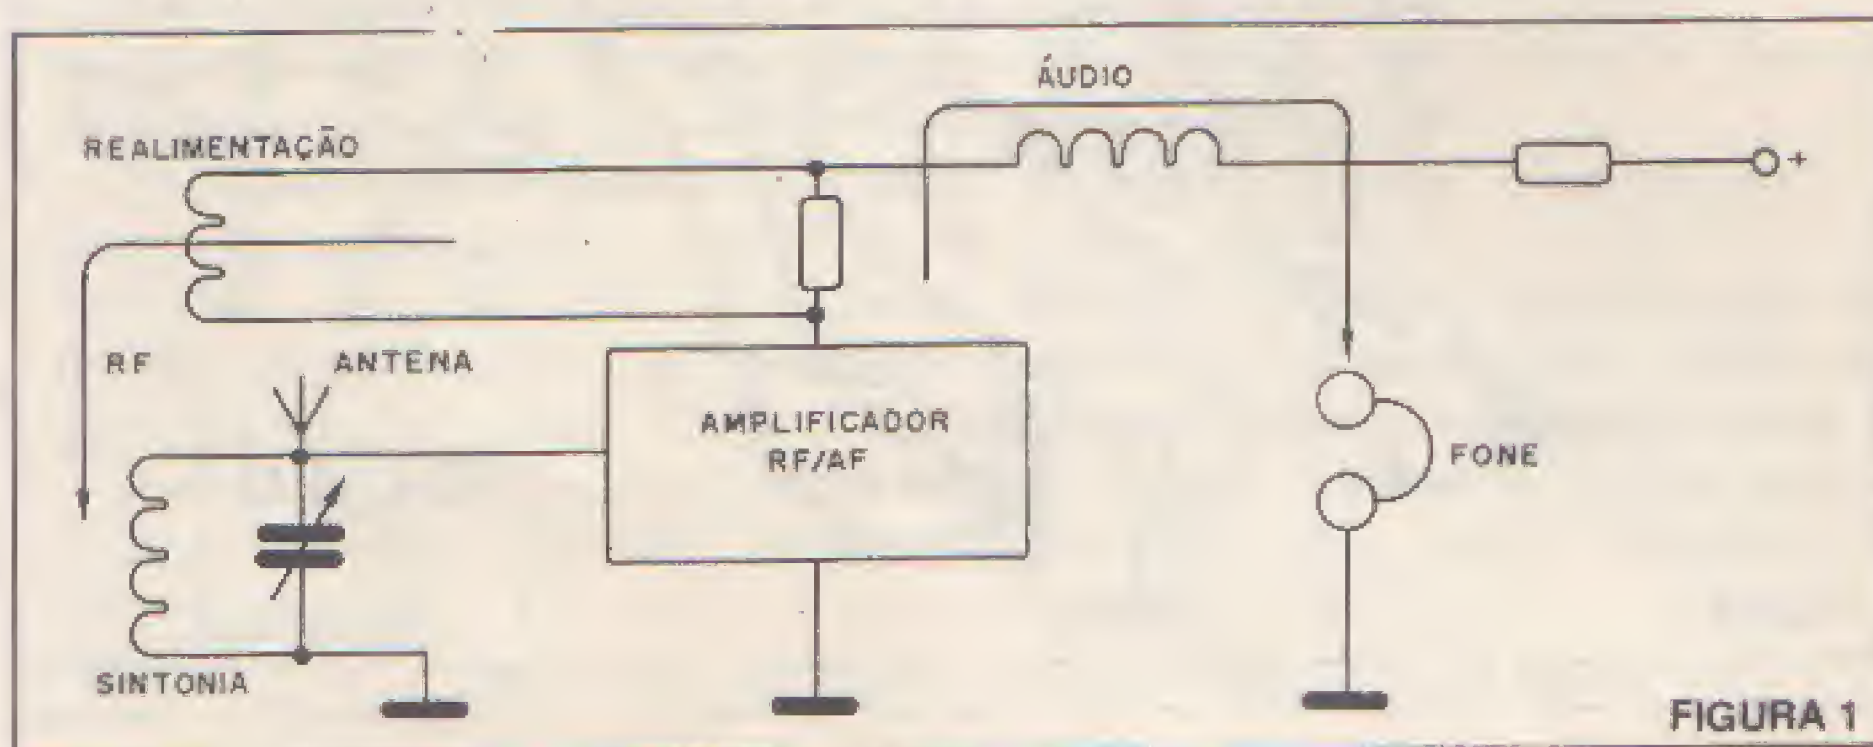 ÁUDIO
REALIMENTAÇÃO
+
RF
ANTENA
AMPLIFICADOR
RF/AF
FONE
SINTONIA
FIGURA 1